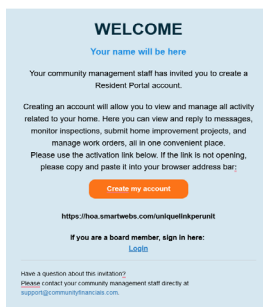 WELCOME
Your name will be here
Your community management staff has invited you to create a
Resident Portal account.
Creating an account will allow you to view and manage all activity
related to your home. Here you can view and reply to messages,
monitor inspections, submit home improvement projects, and
manage work orders, all in one convenient place.
Please use the activation link below. If the link is not opening,
please copy and paste it into your browser address bar:
Create my account
https://hoa.smartwebs.com/uniquelinkperunit
If you are a board member, sign in here:
Login
Have a question about this invitation?
Please contact your community management staff directly at
support@communityfinancials.com.